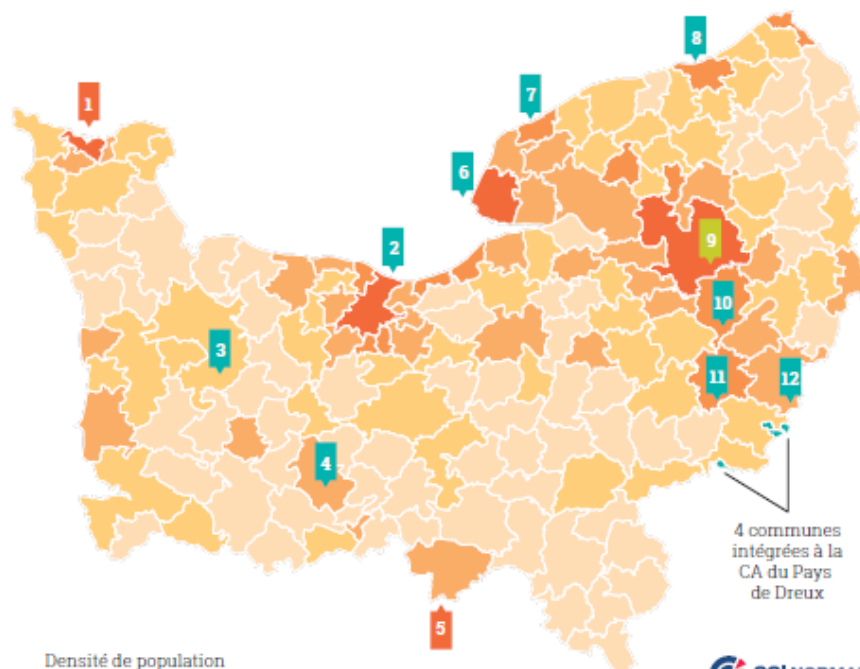 8
7
1
6
2
9
10
3
11
12
4
4 communes
intégrées à la
CA du Pays
de Dreux
5
Densité de population